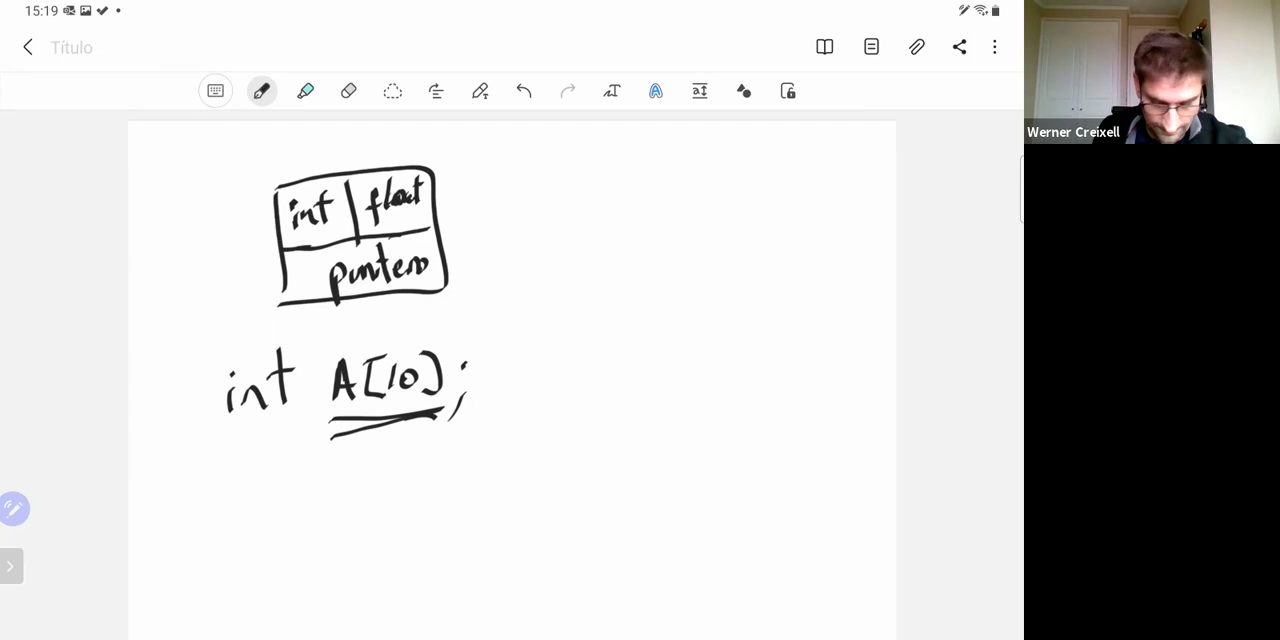 15:19
Título
Werner Creixell
int float
puntero
int A[10];